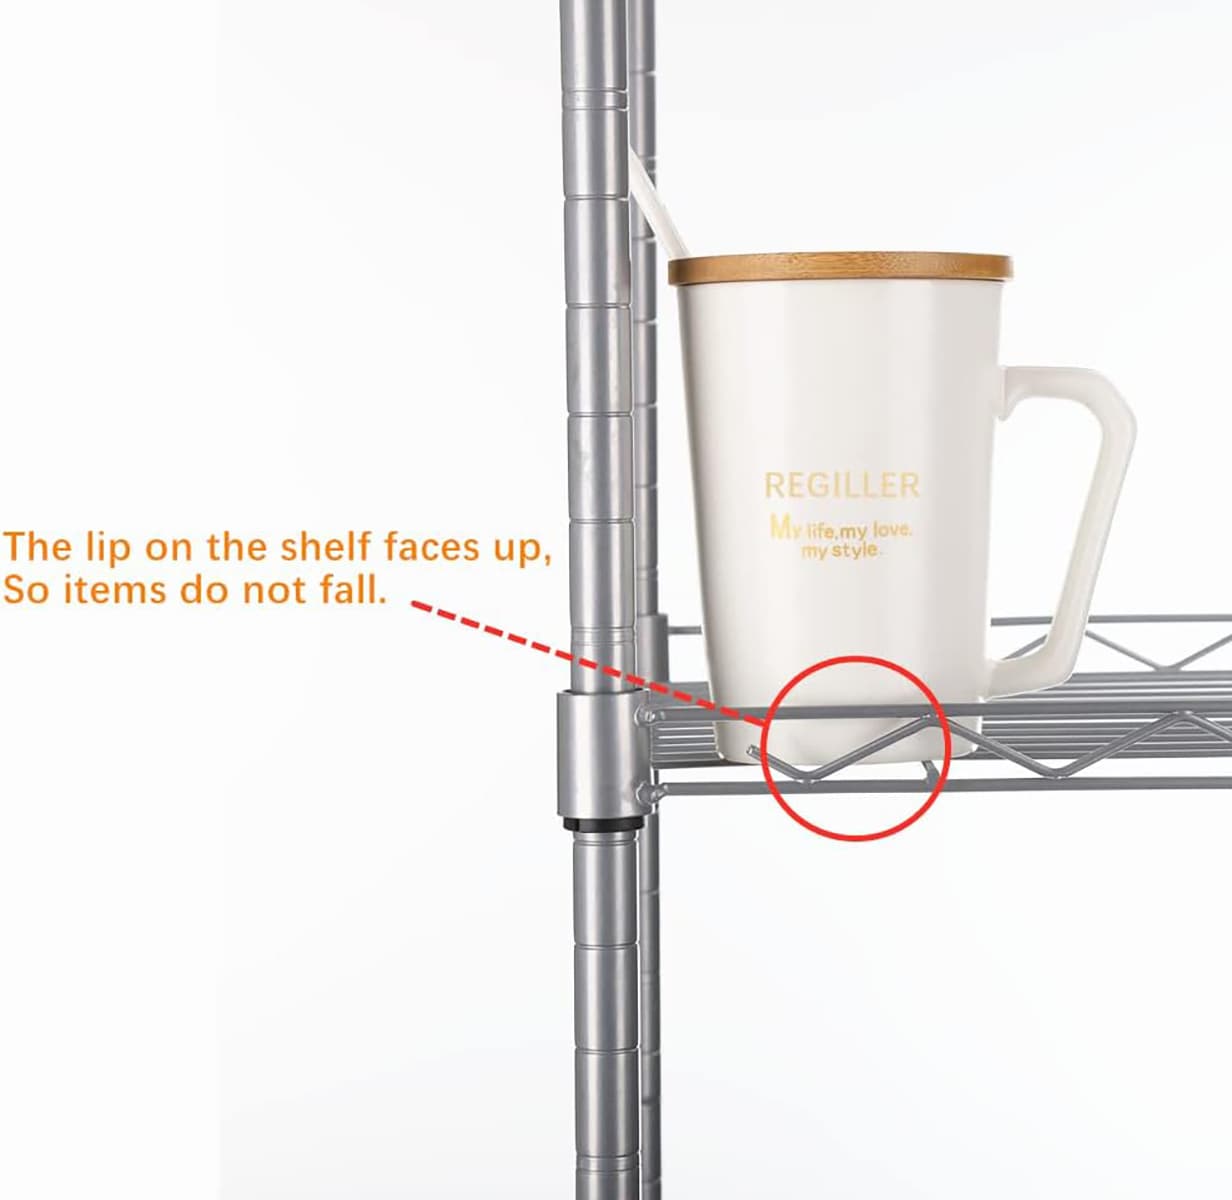 The lip on the shelf faces up,
So items do not fall.
REGILLER
My life,my love.
my style.